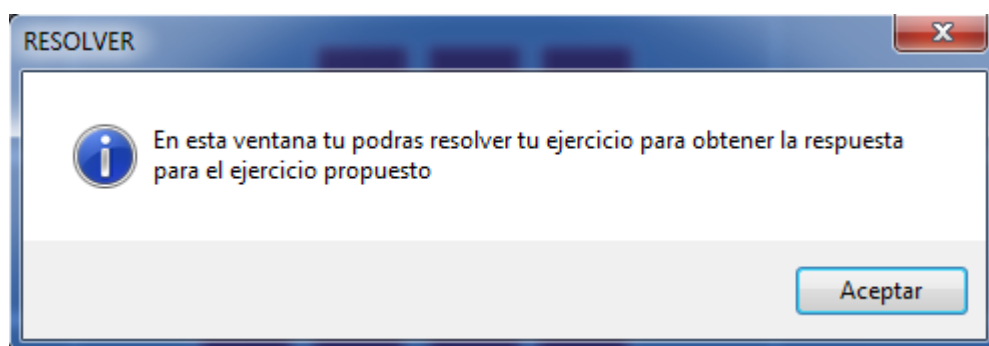 RESOLVER
En esta ventana tu podras resolver tu ejercicio para obtener la respuesta
para el ejercicio propuesto
Aceptar